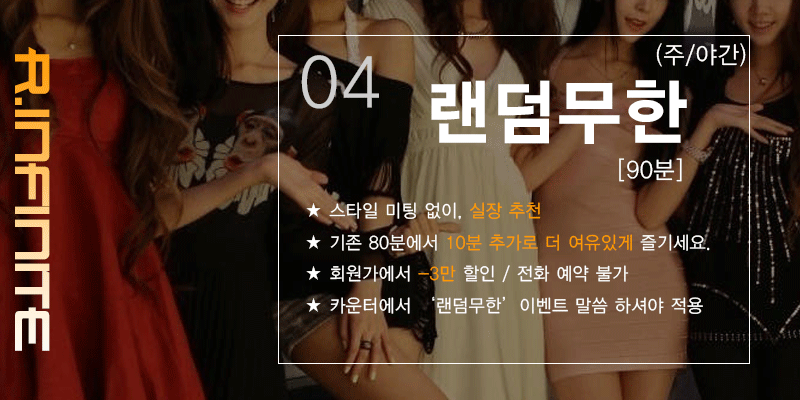 R.INFINITE
04
(주/야간)
랜덤무한
[90분]
★ 스타일 미팅 없이, 실장 추천
★ 기존 80분에서 10분 추가로 더 여유있게 즐기세요.
★ 회원가에서 -3만 할인 / 전화 예약 불가
★ 카운터에서 ‘랜덤무한’ 이벤트 말씀 하셔야 적용